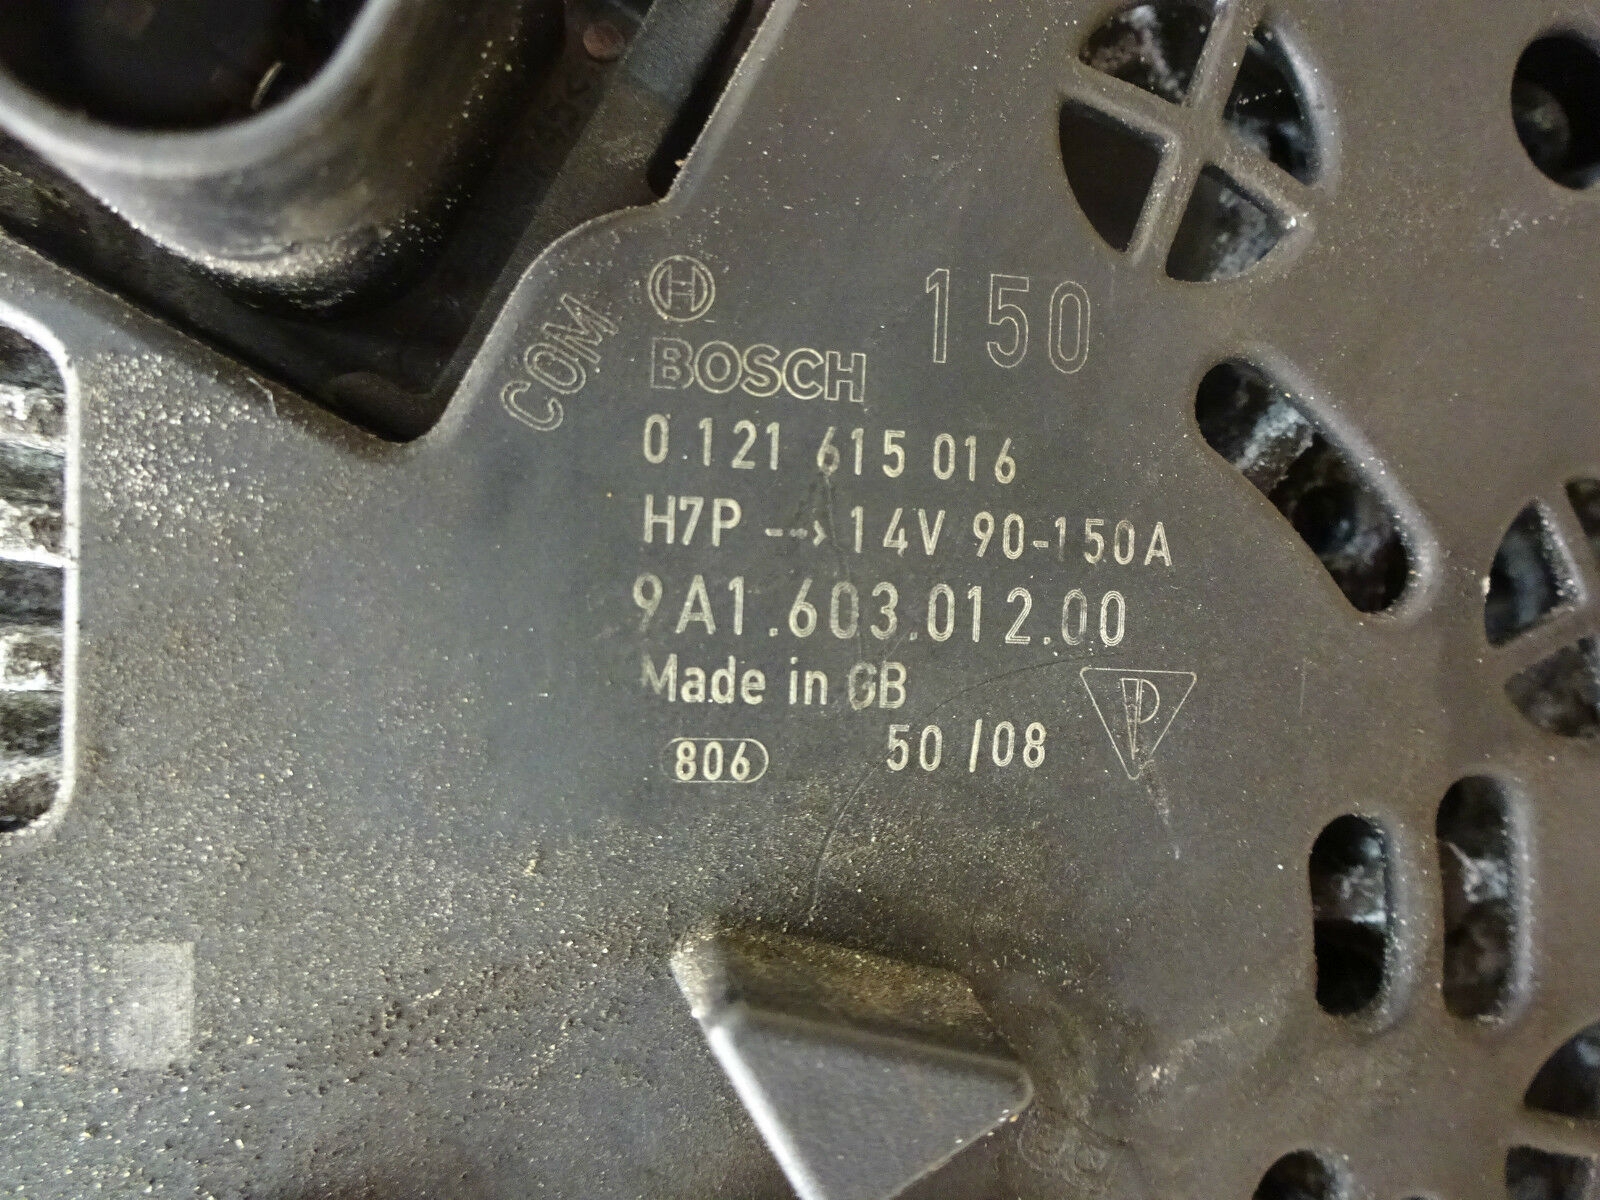 COM
BOSCH
150
0 121 615 016
H7P --> 14V 90-150A
9A1.603.012.00
Made in GB
806
50 /08